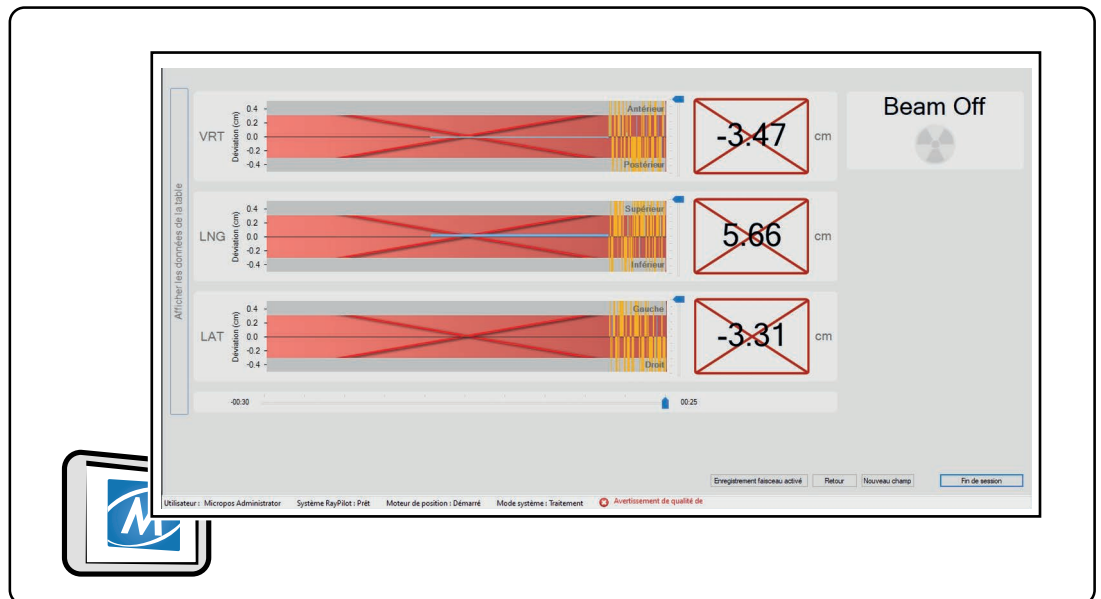 Beam Off
Afficher les données de la table
VRT
Déviation (cm)
0.4
0.2
0.0
-0.2
-0.4
Antérieur
Postérieur
-3.47
cm
LNG
Déviation (cm)
0.4
0.2
0.0
-0.2
-0.4
Supérieur
Inférieur
5.66
cm
LAT
Déviation (cm)
0.4
0.2
0.0
-0.2
-0.4
Gauche
Droit
-3.31
cm
-00:30
00:25
Enregistrement faisceau activé
Retour
Nouveau champ
Fin de session
Utilisateur : Micropos Administrator Système RayPilot : Prêt Moteur de position : Démarré Mode système : Traitement Avertissement de qualité de
M